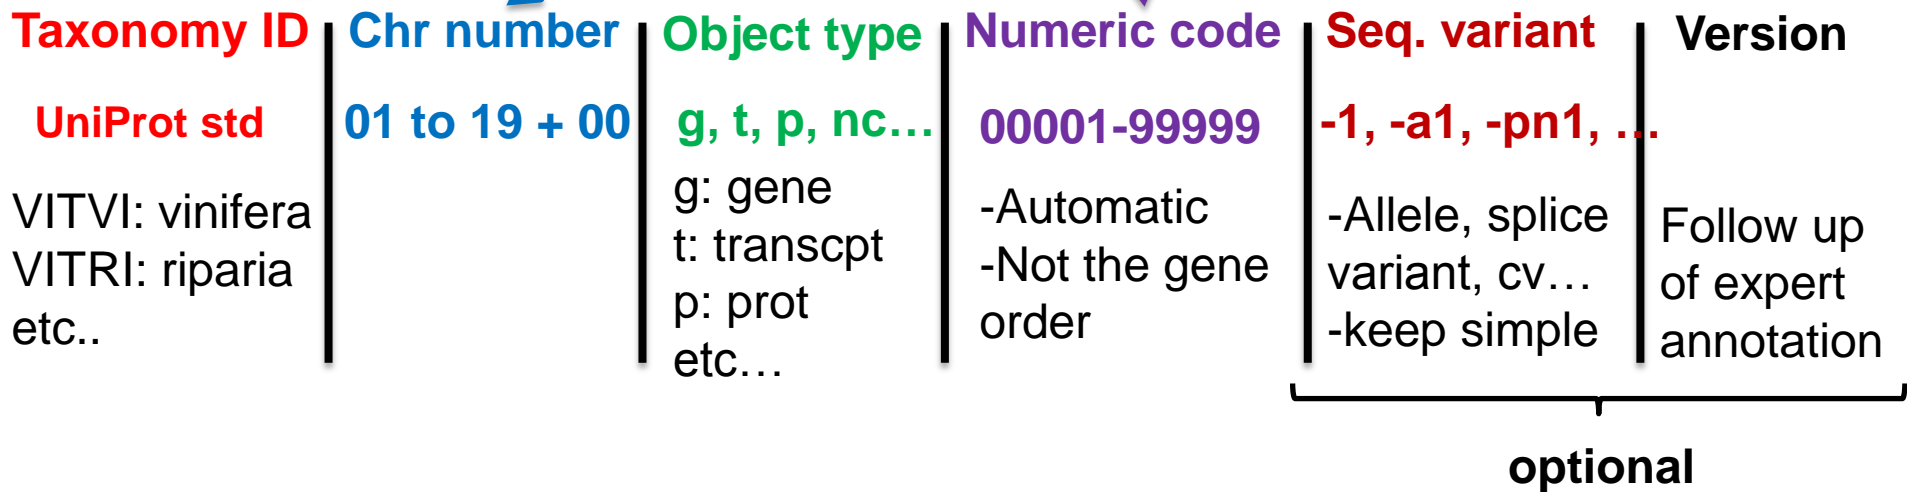 Taxonomy ID
UniProt std
VITVI: vinifera
VITRI: riparia
etc..
Chr number
01 to 19 + 00
Object type
g, t, p, nc...
g: gene
t: transcpt
p: prot
etc...
Numeric code
00001-99999
-Automatic
-Not the gene
order
Seq. variant
-1, -a1, -pn1, ...
-Allele, splice
variant, cv...
-keep simple
Version
Follow up
of expert
annotation
optional